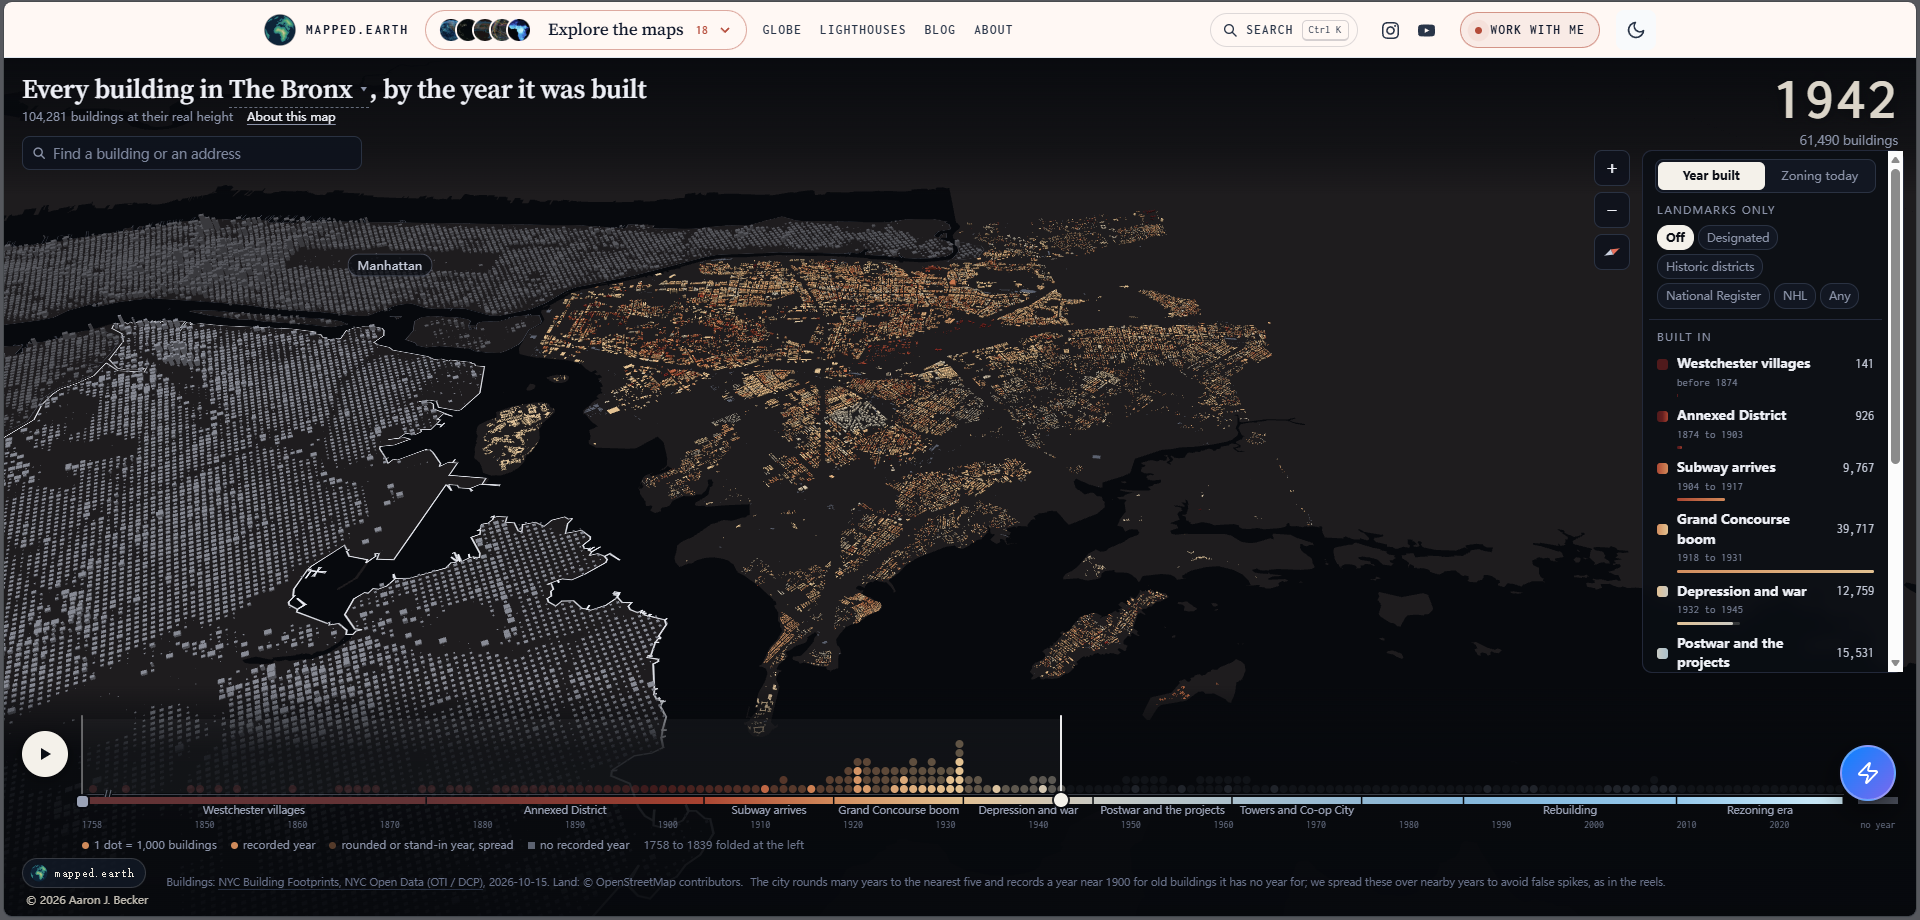 MAPPED.EARTH
Explore the maps 18
GLOBE
LIGHTHOUSES
BLOG
ABOUT
SEARCH Ctrl K
WORK WITH ME
Every building in The Bronx , by the year it was built
104,281 buildings at their real height About this map
Find a building or an address
1942
61,490 buildings
+
−
Year built
Zoning today
LANDMARKS ONLY
Off
Designated
Historic districts
National Register
NHL
Any
BUILT IN
Westchester villages 141
before 1874
Annexed District 926
1874 to 1903
Subway arrives 9,767
1904 to 1917
Grand Concourse
boom 39,717
1918 to 1931
Depression and war 12,759
1932 to 1945
Postwar and the
projects 15,531
Manhattan
Westchester villages Annexed District Subway arrives Grand Concourse boom Depression and war Postwar and the projects Towers and Co-op City Rebuilding Rezoning era
1758 1850 1860 1870 1880 1890 1900 1910 1920 1930 1940 1950 1960 1970 1980 1990 2000 2010 2020 no year
1 dot = 1,000 buildings recorded year rounded or stand-in year, spread no recorded year 1758 to 1839 folded at the left
mapped.earth
Buildings: NYC Building Footprints, NYC Open Data (OTI / DCP), 2026-10-15. Land: © OpenStreetMap contributors. The city rounds many years to the nearest five and records a year near 1900 for old buildings it has no year for; we spread these over nearby years to avoid false spikes, as in the reels.
© 2026 Aaron J. Becker